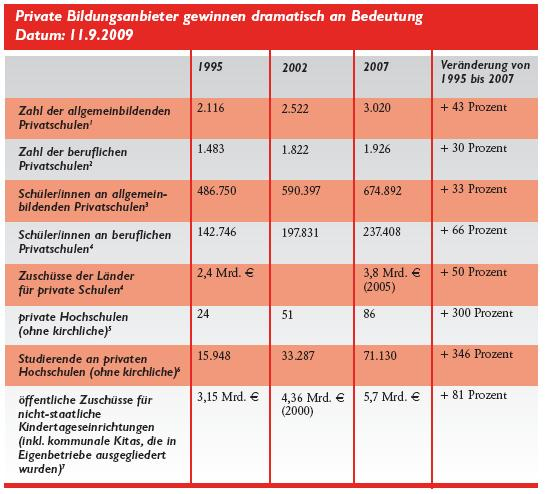 Private Bildungsanbieter gewinnen dramatisch an Bedeutung
Datum: 11.9.2009
1995 2002 2007 Veränderung von
1995 bis 2007
Zahl der allgemeinbildenden 2.116 2.522 3.020 + 43 Prozent
Privatschulen¹
Zahl der beruflichen 1.483 1.822 1.926 + 30 Prozent
Privatschulen²
Schüler/innen an allgemein- 486.750 590.397 674.892 + 33 Prozent
bildenden Privatschulen³
Schüler/innen an beruflichen 142.746 197.831 237.408 + 66 Prozent
Privatschulen⁴
Zuschüsse der Länder 2,4 Mrd. € 3,8 Mrd. € + 50 Prozent
für private Schulen⁴ (2005)
private Hochschulen 24 51 86 + 300 Prozent
(ohne kirchliche)⁵
Studierende an privaten 15.948 33.287 71.130 + 346 Prozent
Hochschulen (ohne kirchliche)⁶
öffentliche Zuschüsse für 3,15 Mrd. € 4,36 Mrd. € 5,7 Mrd. € + 81 Prozent
nicht-staatliche (2000)
Kindertageseinrichtungen
(inkl. kommunale Kitas, die in
Eigenbetriebe ausgegliedert
wurden)⁷